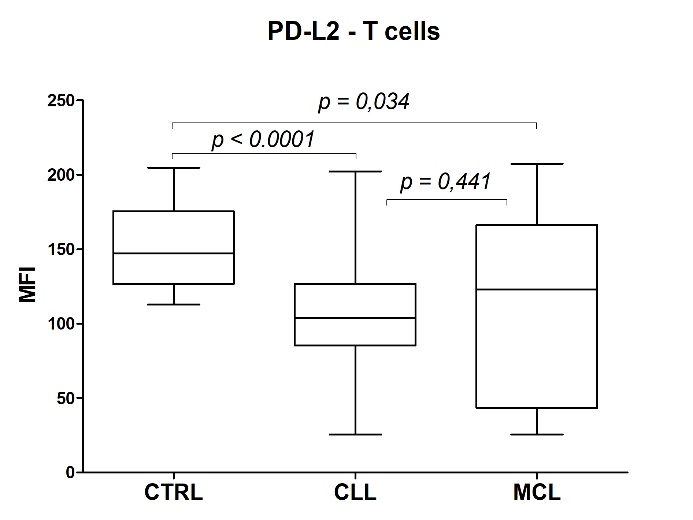 PD-L2 - T cells
250
p = 0,034
p < 0.0001
200
p = 0,441
150
MFI
100
50
0
CTRL CLL MCL